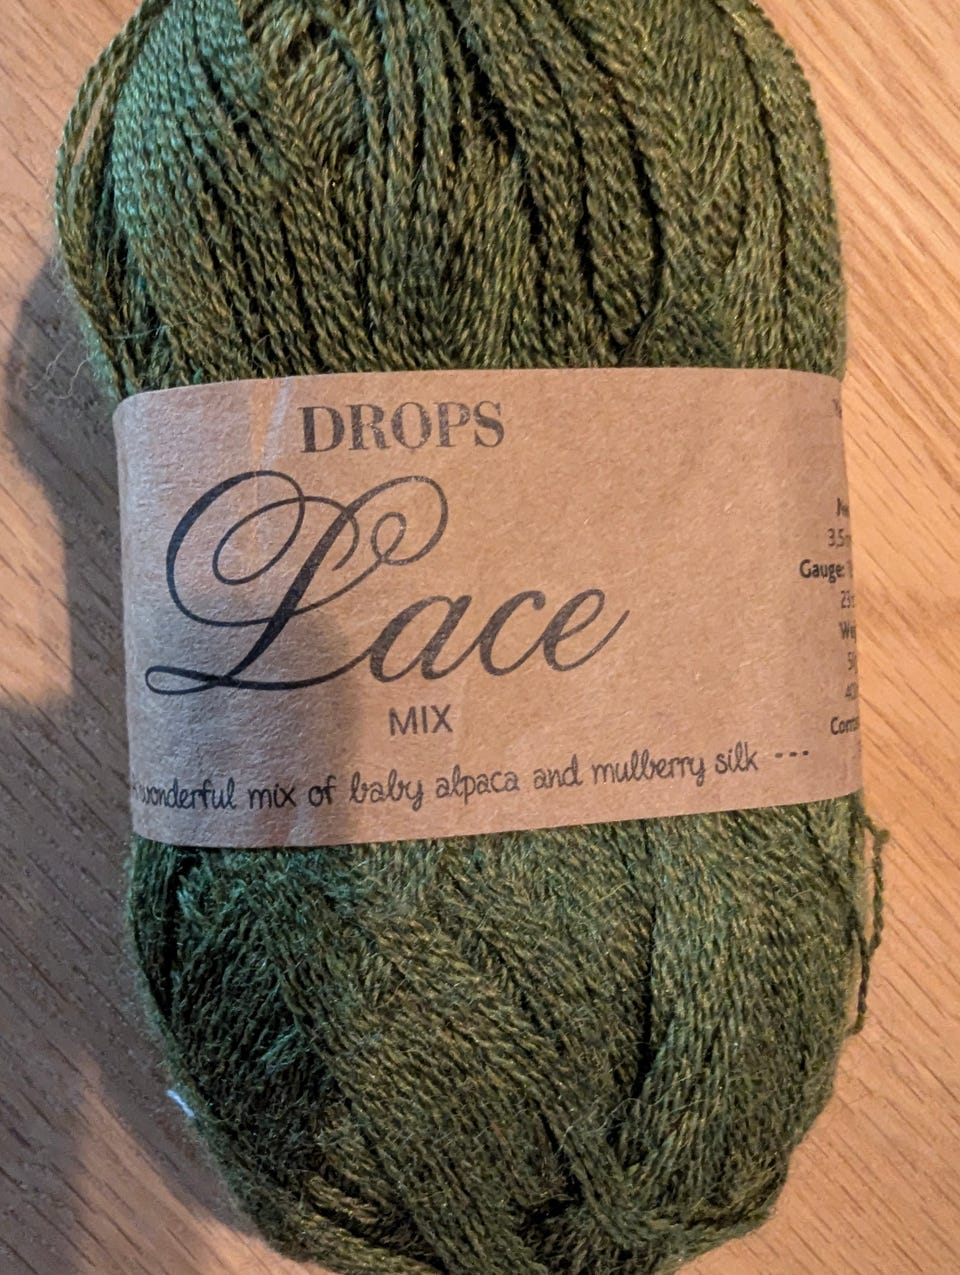 DROPS
Lace
MIX
wonderful mix of baby alpaca and mulberry silk ---
Gauge: